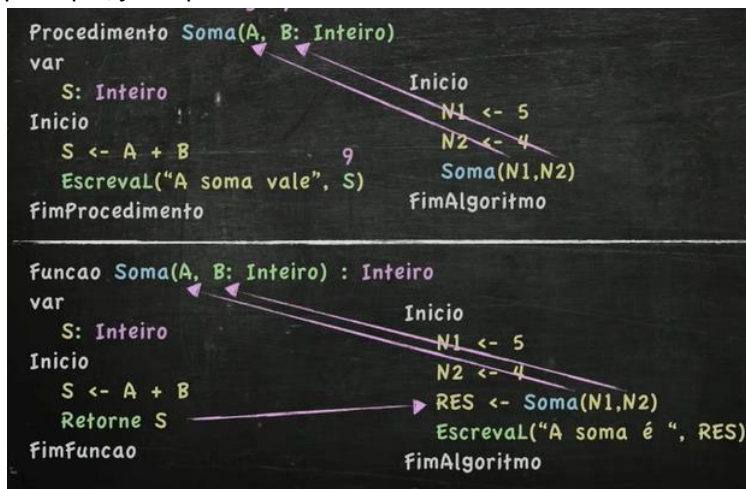 Procedimento Soma(A, B: Inteiro)
var
S: Inteiro
Inicio
S <- A + B
9
EscrevaL("A soma vale", S)
FimProcedimento
Inicio
N1 <- 5
N2 <- 4
Soma(N1,N2)
FimAlgoritmo
Funcao Soma(A, B: Inteiro) : Inteiro
var
S: Inteiro
Inicio
S <- A + B
Retorne S
FimFuncao
Inicio
N1 <- 5
N2 <- 4
RES <- Soma(N1,N2)
EscrevaL("A soma é ", RES)
FimAlgoritmo